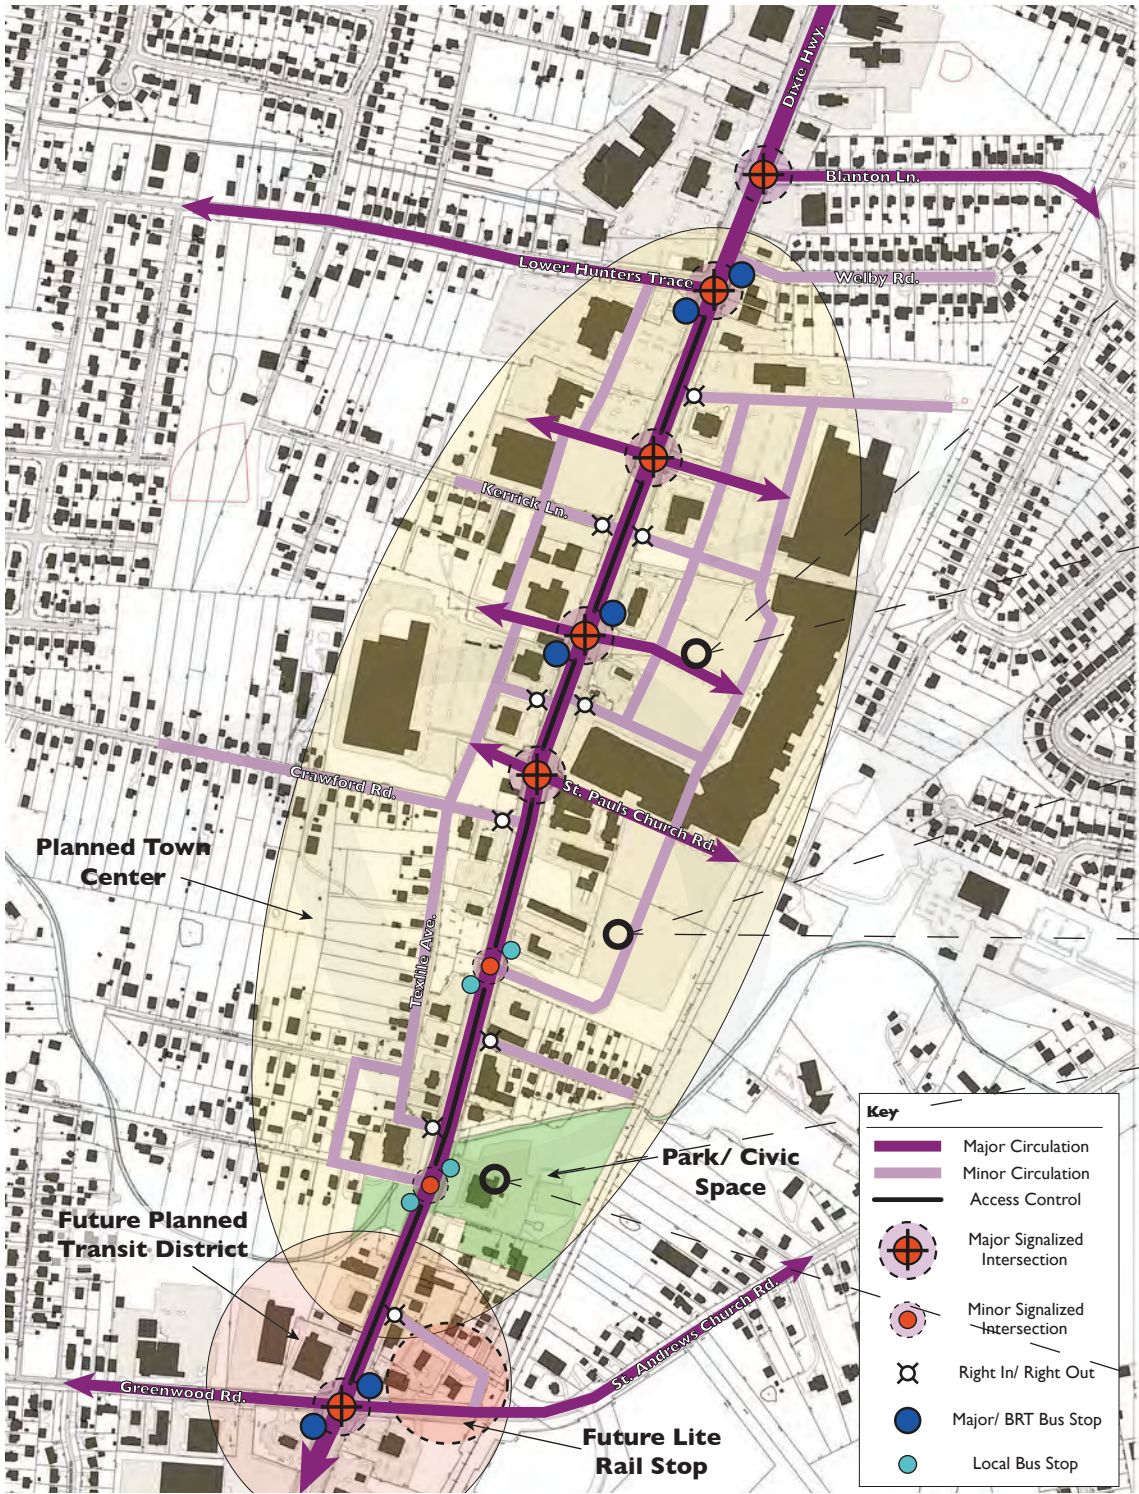 Dixie Hwy.
Blanton Ln.
Lower Hunters Trace
Welby Rd.
Kerrick Ln.
Crawford Rd.
St. Pauls Church Rd.
Planned Town
Center
Textile Ave.
Park/ Civic
Space
Future Planned
Transit District
St. Andrews Church Rd.
Greenwood Rd.
Future Lite
Rail Stop
Key
Major Circulation
Minor Circulation
Access Control
Major Signalized
Intersection
Minor Signalized
Intersection
Right In/ Right Out
Major/ BRT Bus Stop
Local Bus Stop